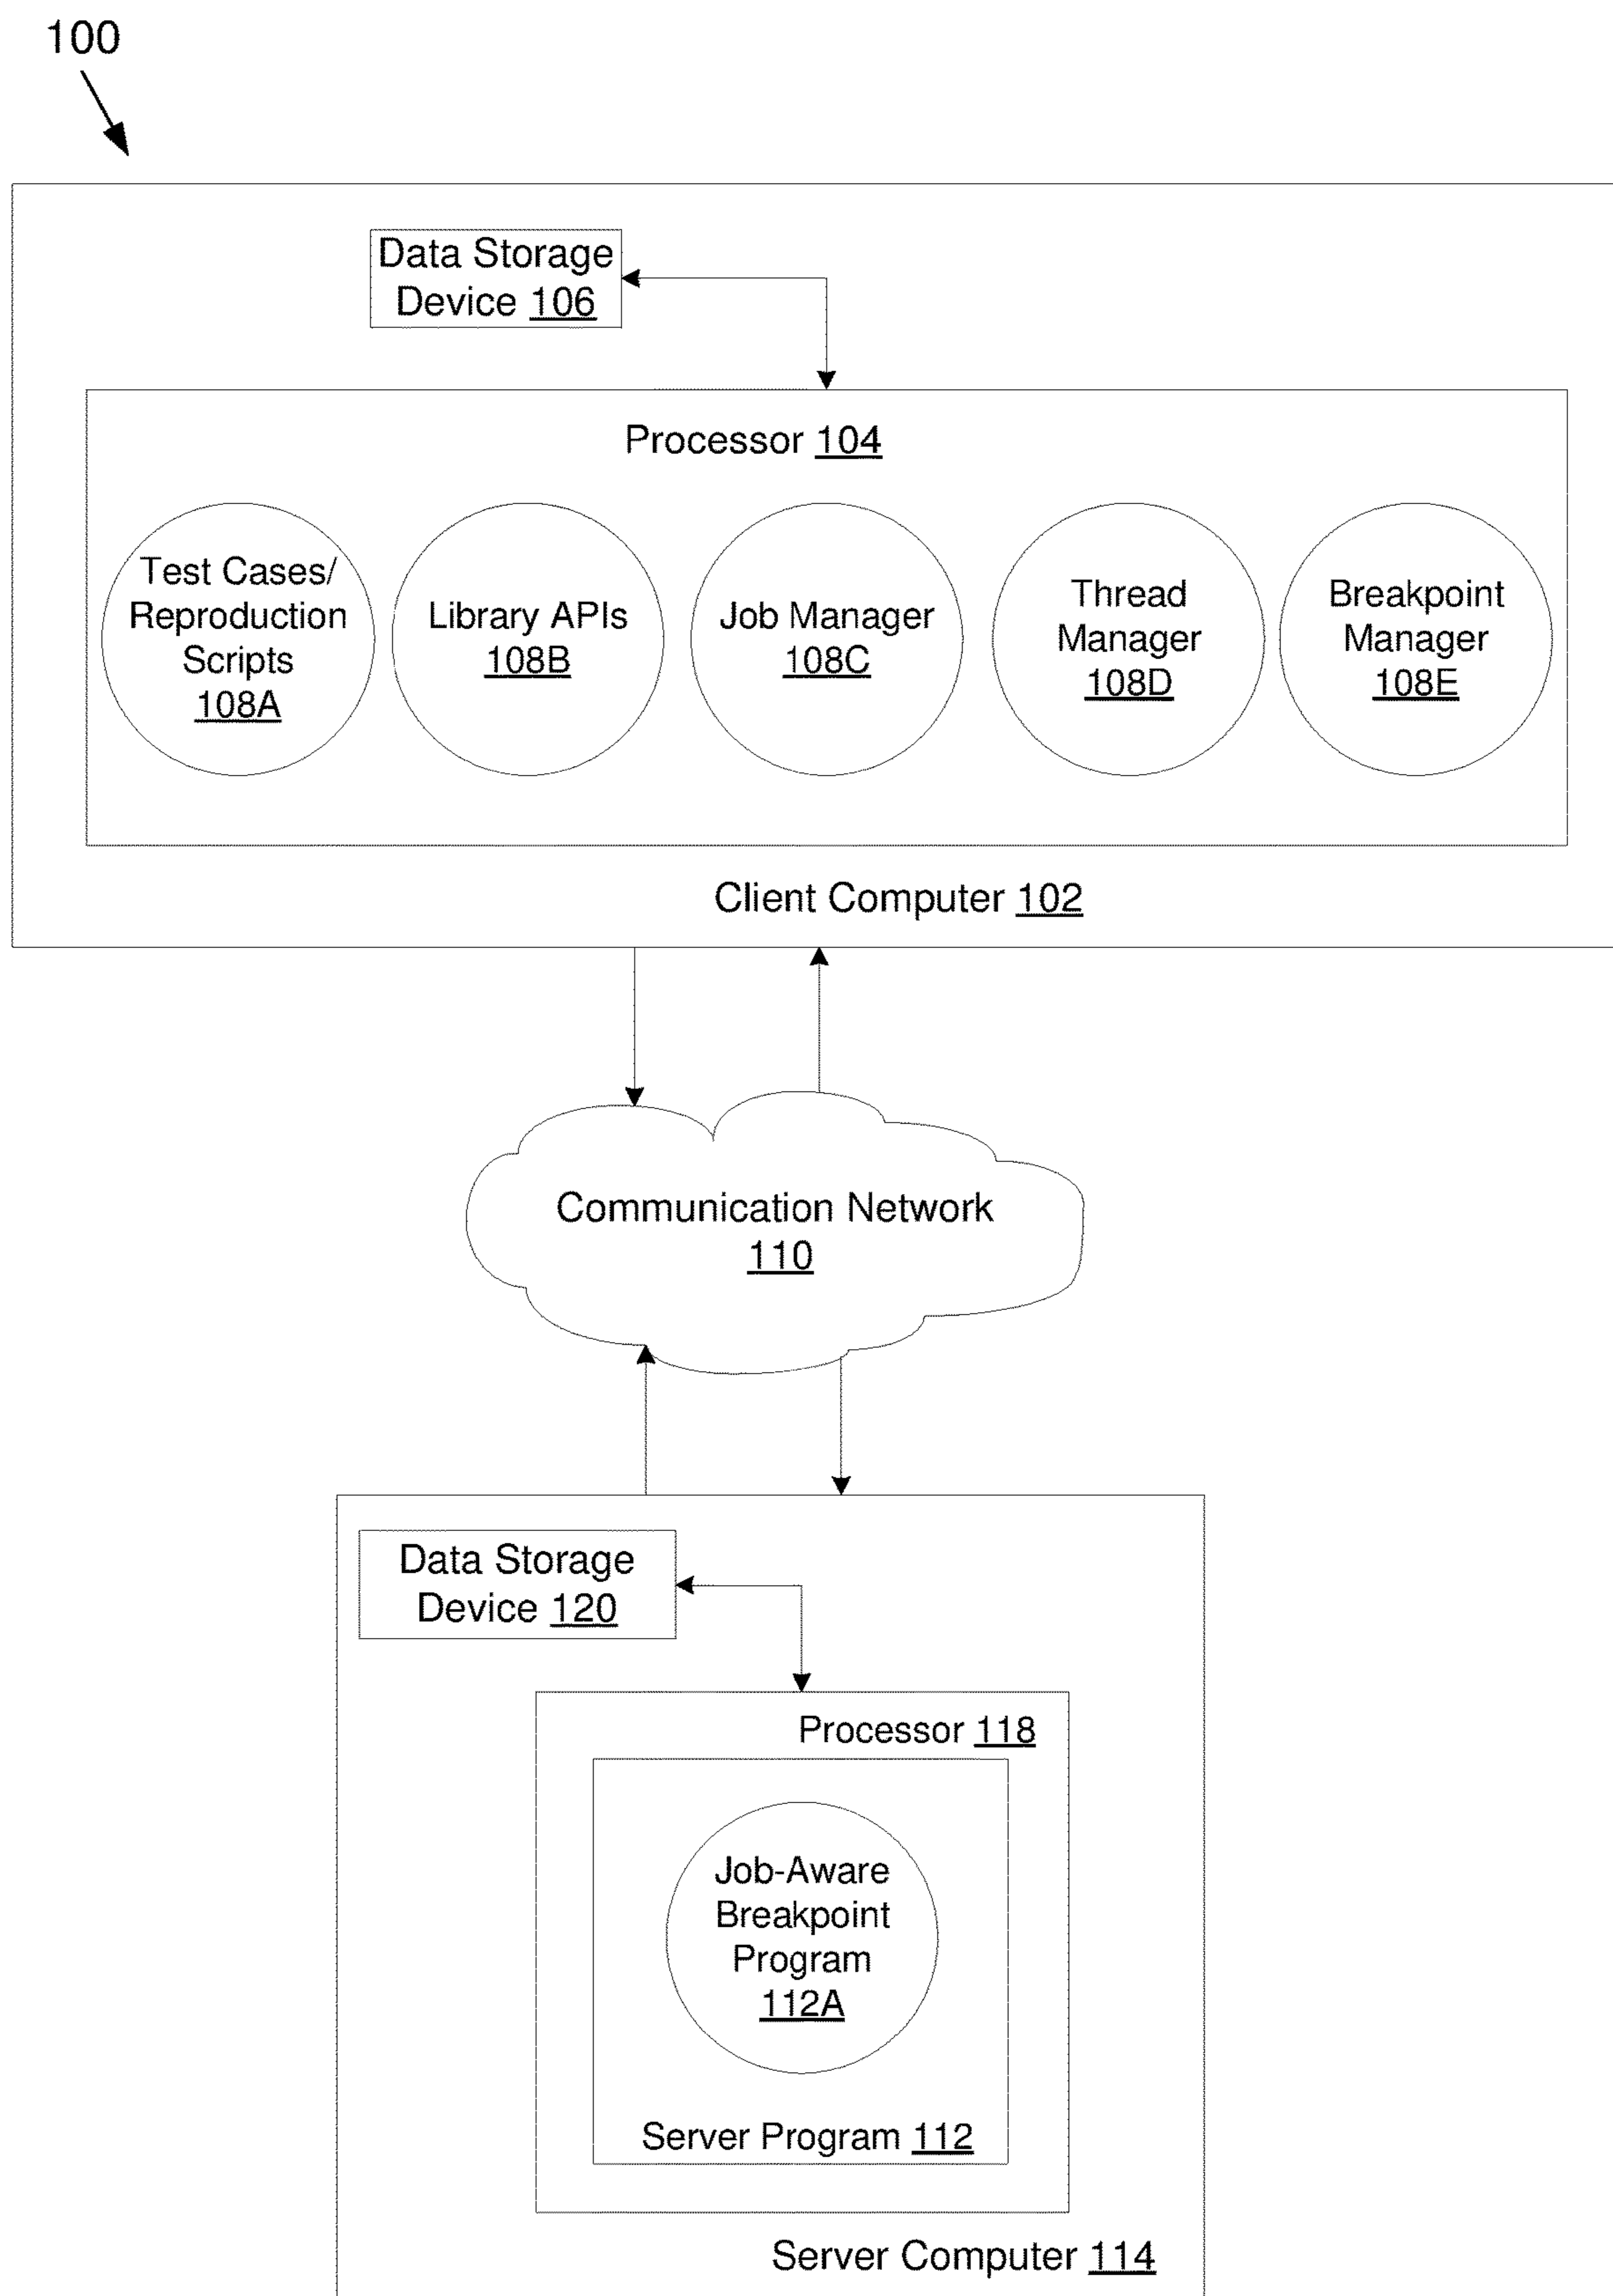 100
Data Storage
Device 106
Processor 104
Test Cases/
Reproduction
Scripts
108A
Library APIs
108B
Job Manager
108C
Thread
Manager
108D
Breakpoint
Manager
108E
Client Computer 102
Communication Network
110
Data Storage
Device 120
Processor 118
Job-Aware
Breakpoint
Program
112A
Server Program 112
Server Computer 114